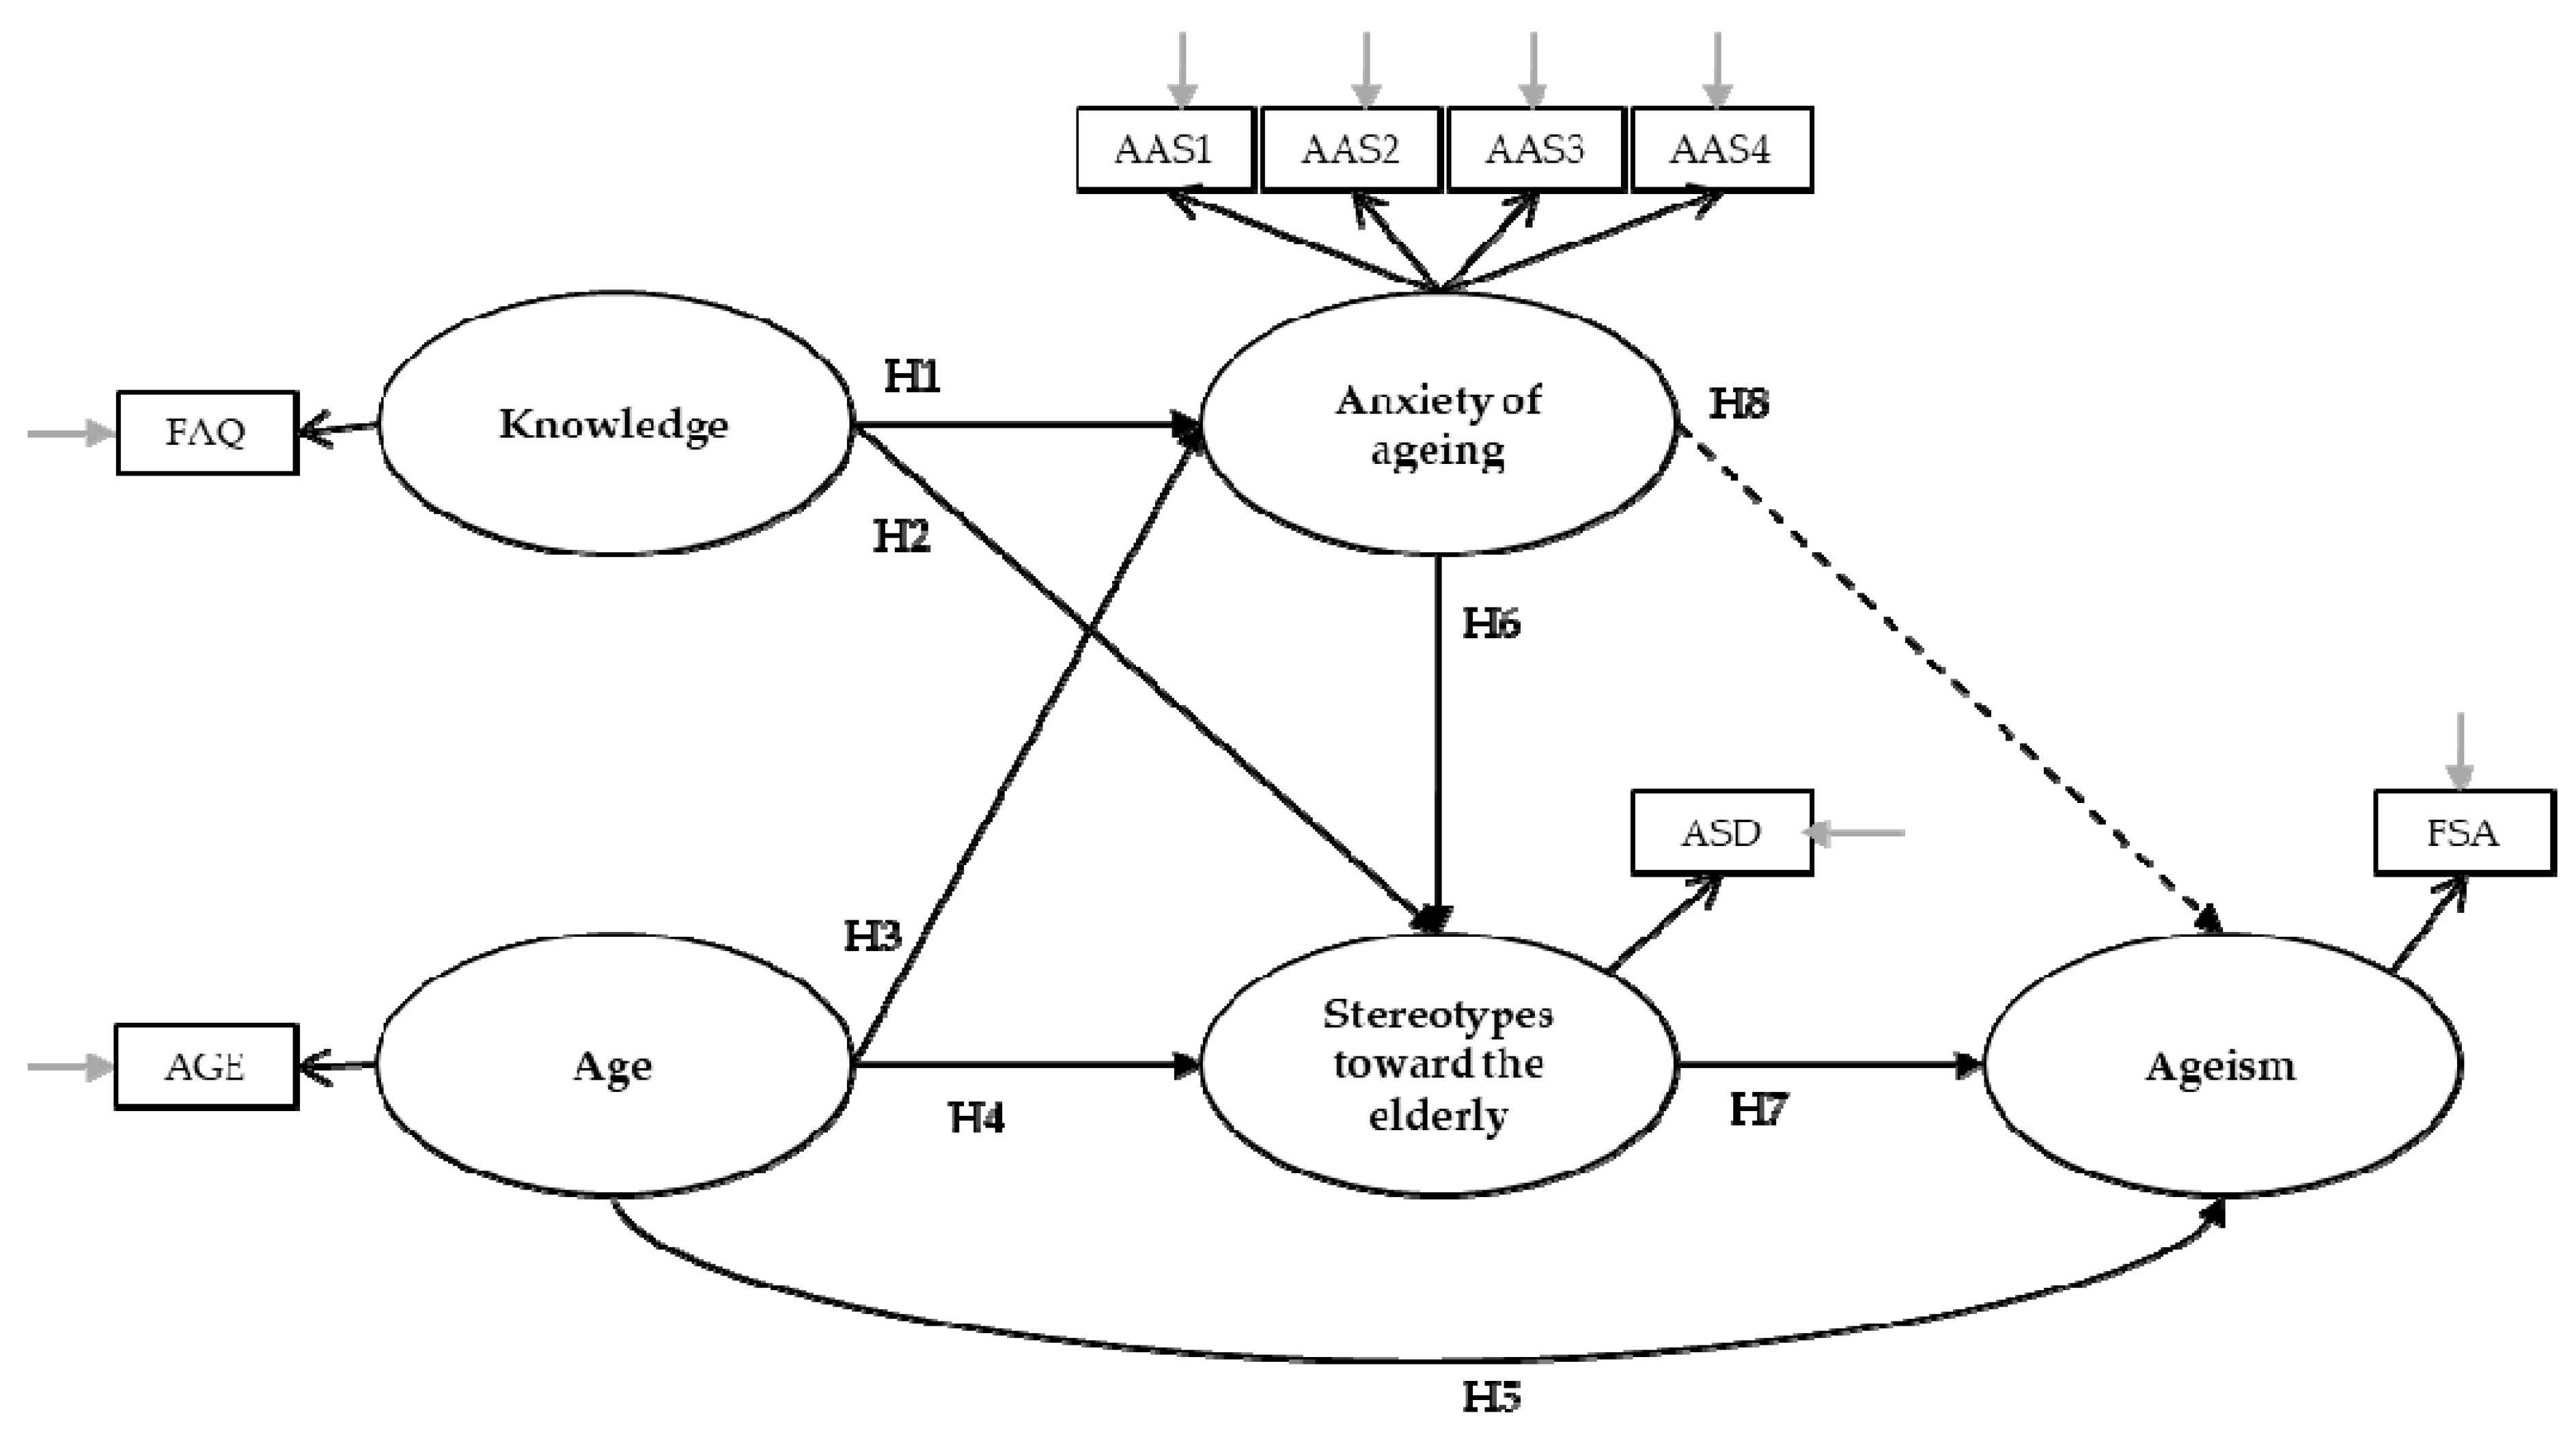 AAS1
AAS2
AAS3
AAS4
H1
Anxiety of
ageing
H8
FAQ
Knowledge
H2
H6
ASD
FSA
H3
Stereotypes
toward the
elderly
AGE
Age
Ageism
H4
H7
H5